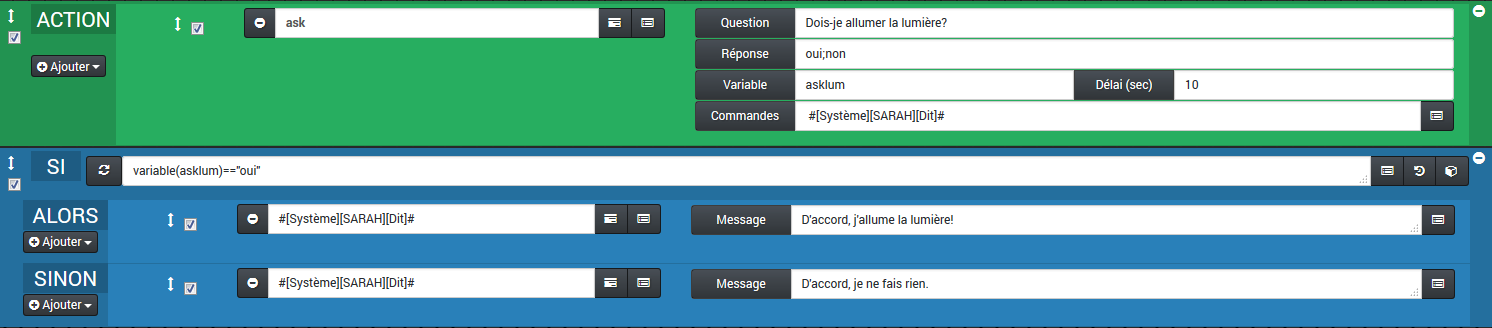 ACTION ask Question Dois-je allumer la lumière?
Ajouter Réponse oui;non
Variable asklum Délai (sec) 10
Commandes #[Système][SARAH][Dit]#
SI variable(asklum)=="oui"
ALORS #[Système][SARAH][Dit]# Message D'accord, j'allume la lumière!
Ajouter
SINON #[Système][SARAH][Dit]# Message D'accord, je ne fais rien.
Ajouter